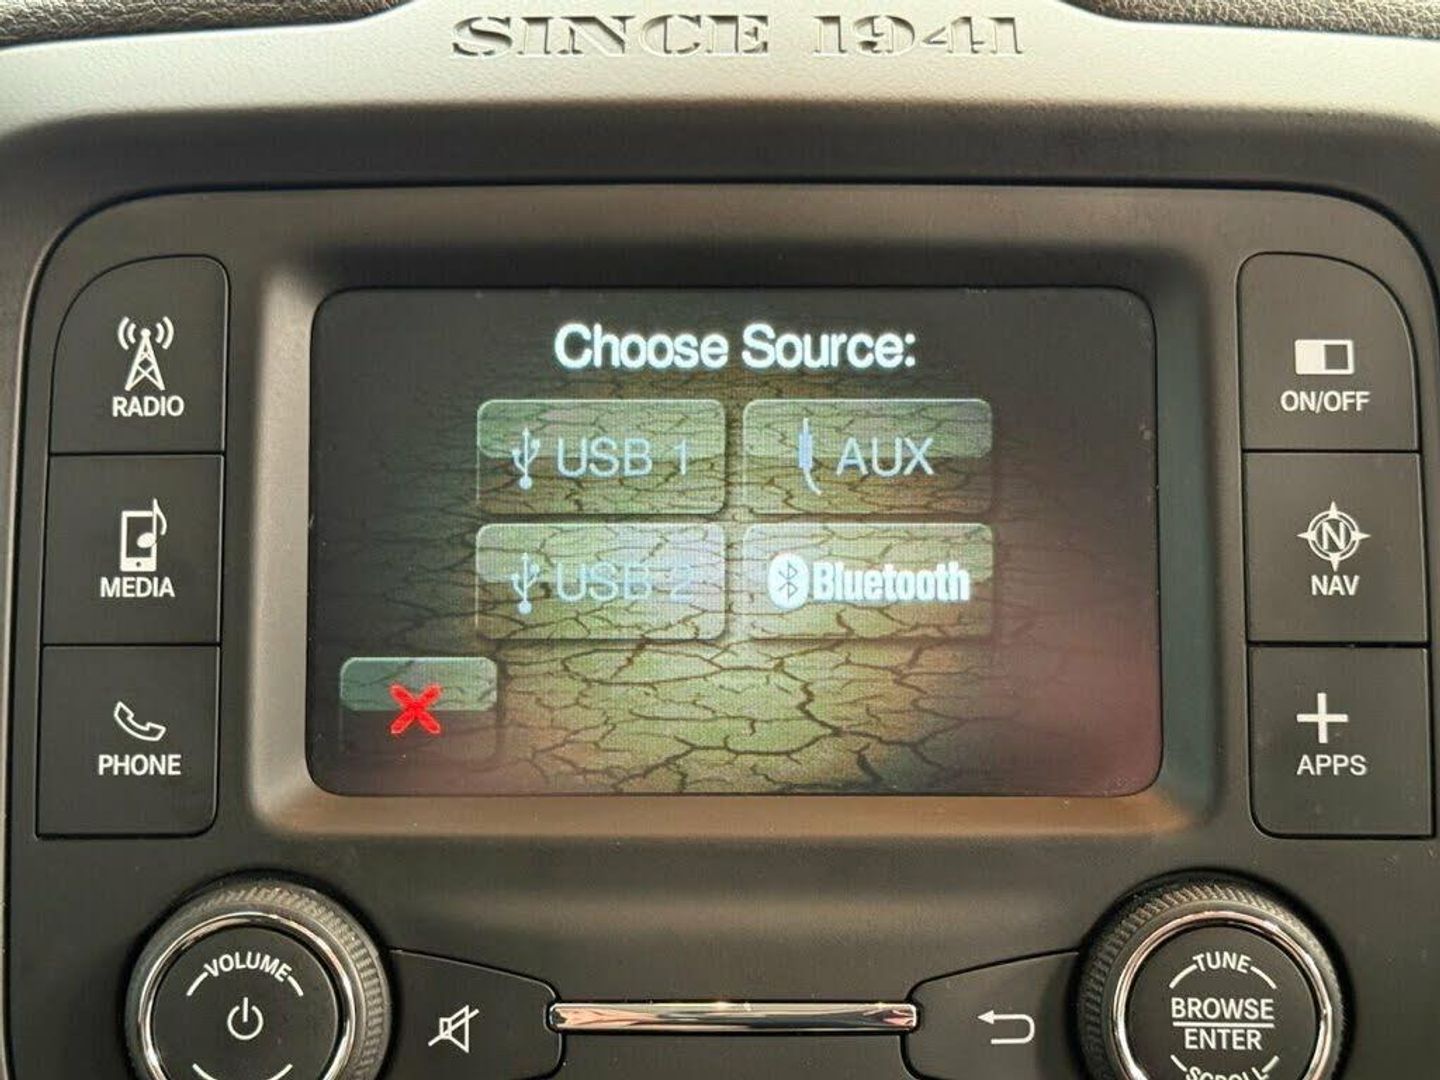 SINCE 1941
Choose Source:
USB 1
AUX
USB 2
Bluetooth
RADIO
MEDIA
PHONE
ON/OFF
N
NAV
APPS
VOLUME
TUNE
BROWSE
ENTER
SCROLL